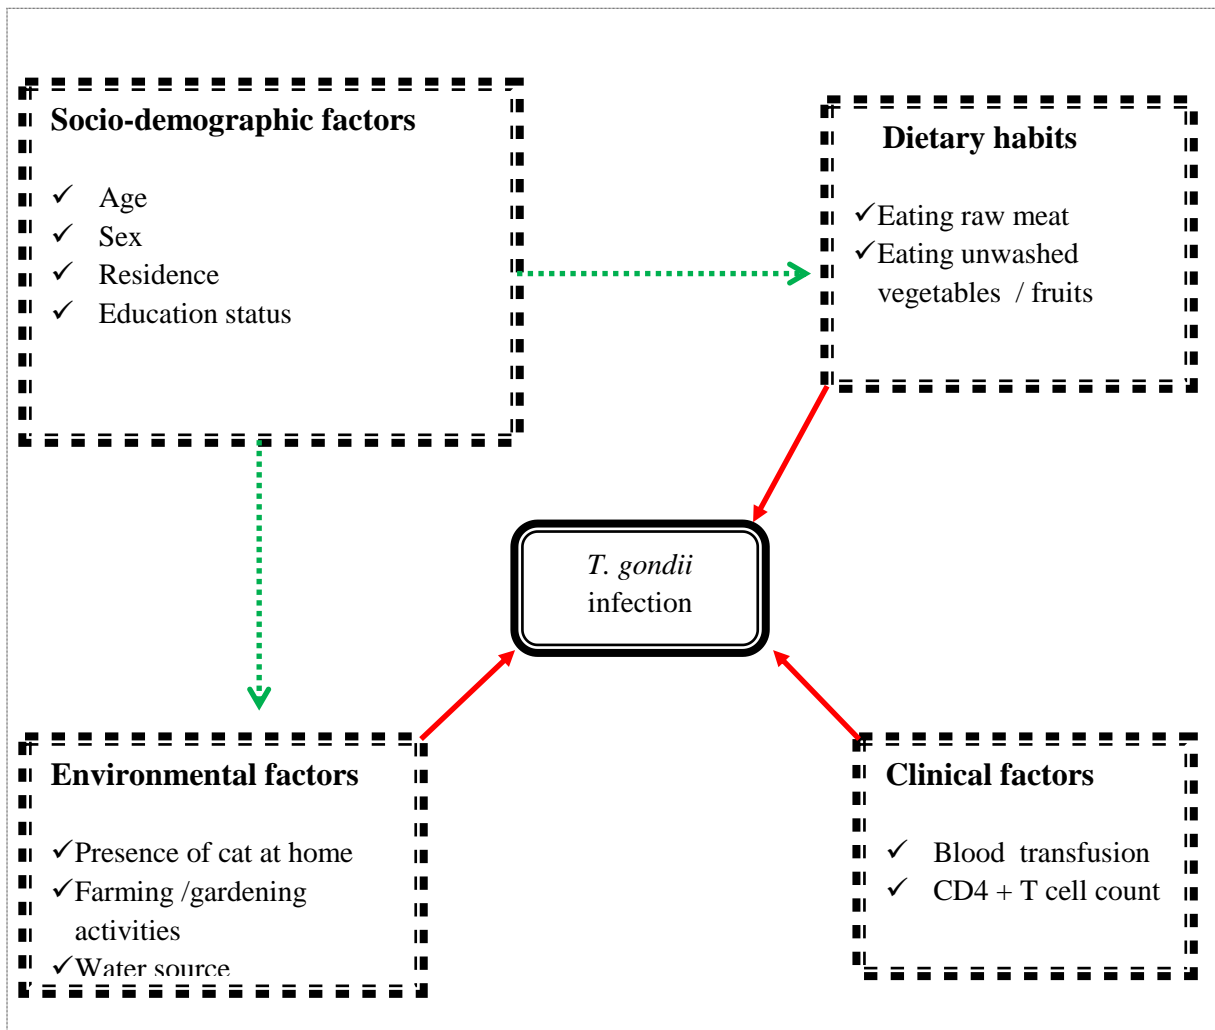 Socio-demographic factors
✓ Age
✓ Sex
✓ Residence
✓ Education status
Dietary habits
✓Eating raw meat
✓Eating unwashed
vegetables / fruits
T. gondii
infection
Environmental factors
✓Presence of cat at home
✓Farming /gardening
activities
✓Water source
Clinical factors
✓ Blood transfusion
✓ CD4 + T cell count